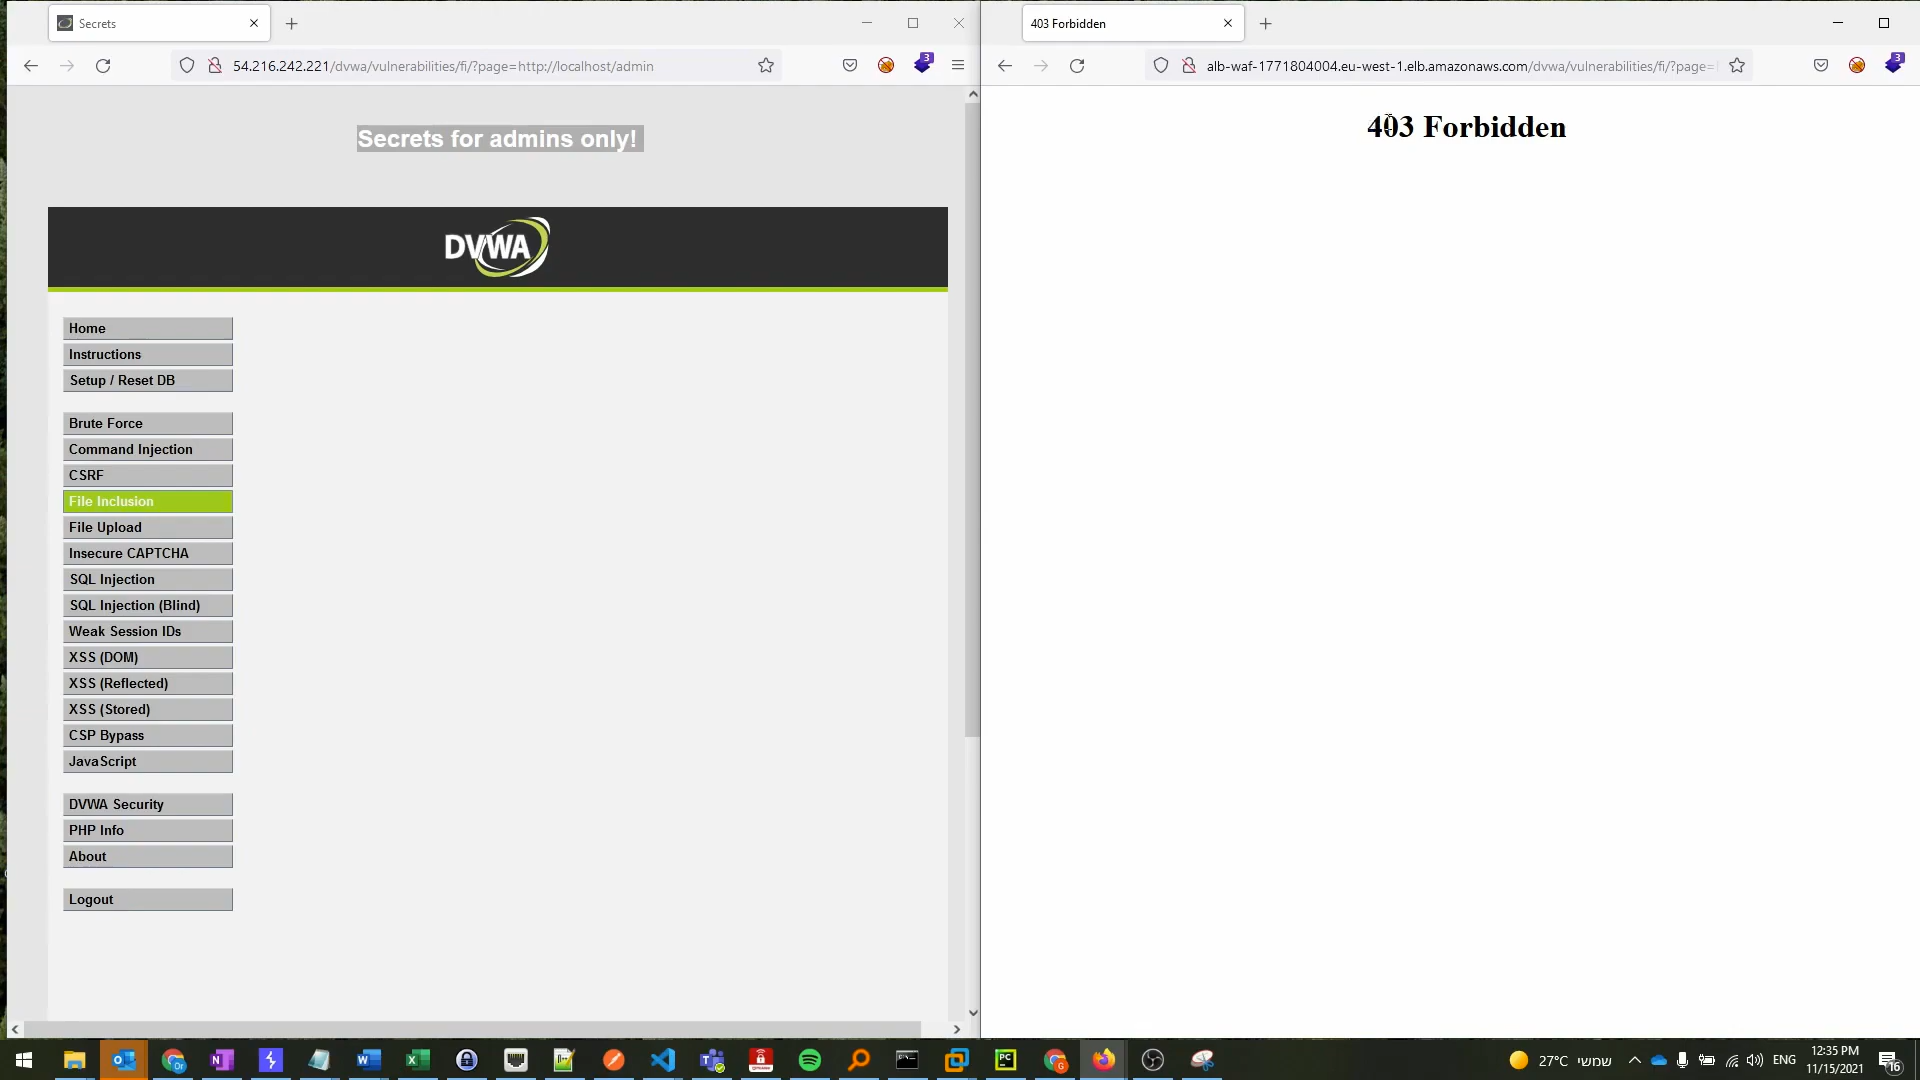 Secrets
54.216.242.221/dvwa/vulnerabilities/fi/?page=http://localhost/admin
3
Secrets for admins only!
DVWA
Home
Instructions
Setup / Reset DB
Brute Force
Command Injection
CSRF
File Inclusion
File Upload
Insecure CAPTCHA
SQL Injection
SQL Injection (Blind)
Weak Session IDs
XSS (DOM)
XSS (Reflected)
XSS (Stored)
CSP Bypass
JavaScript
DVWA Security
PHP Info
About
Logout
403 Forbidden
alb-waf-1771804004.eu-west-1.elb.amazonaws.com/dvwa/vulnerabilities/fi/?page=
3
403 Forbidden
27°C שמשי
ENG
12:35 PM
11/15/2021
16